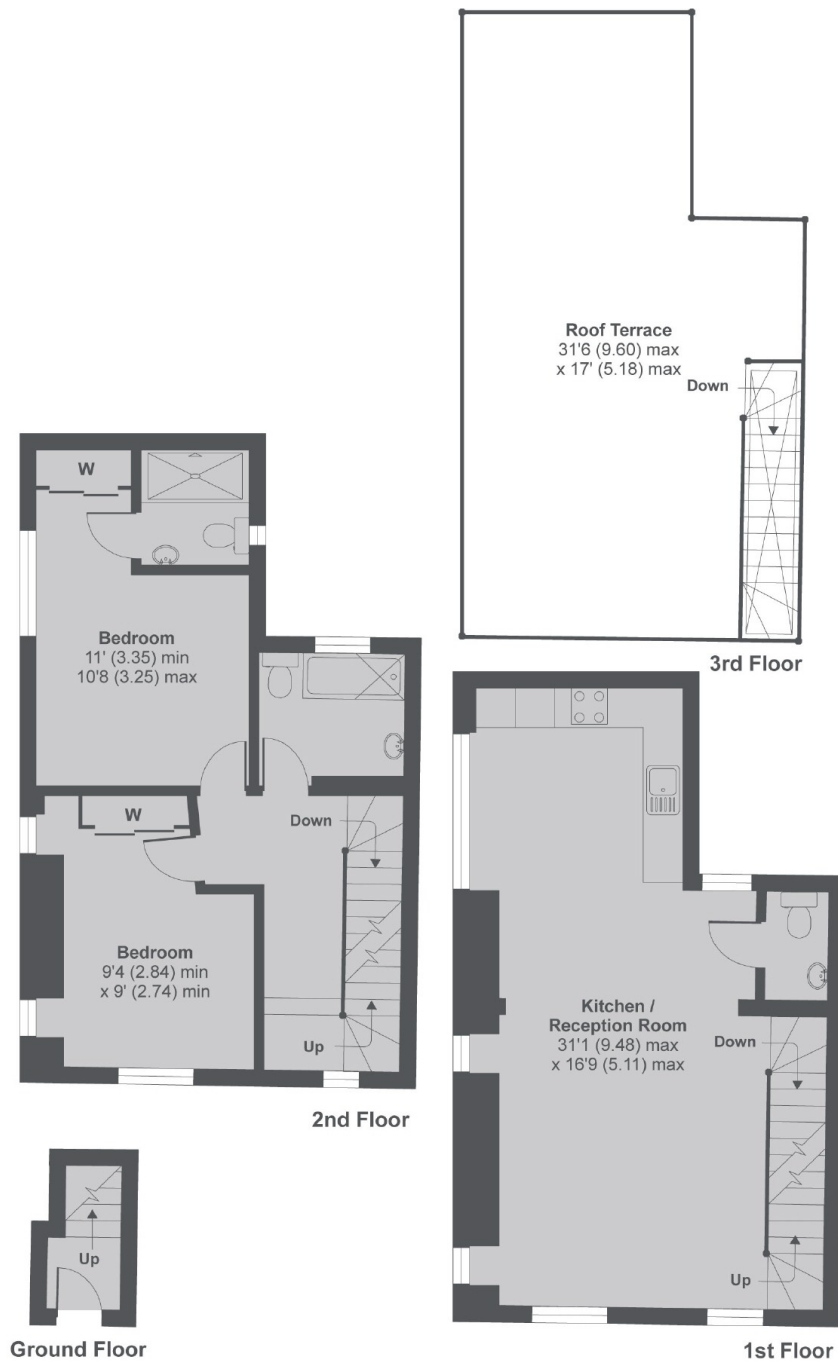 Roof Terrace
31'6 (9.60) max
x 17' (5.18) max
Down
3rd Floor
W
Bedroom
11' (3.35) min
10'8 (3.25) max
W
Down
Bedroom
9'4 (2.84) min
x 9' (2.74) min
Up
2nd Floor
Kitchen /
Reception Room
31'1 (9.48) max
x 16'9 (5.11) max
Down
Up
1st Floor
Up
Ground Floor